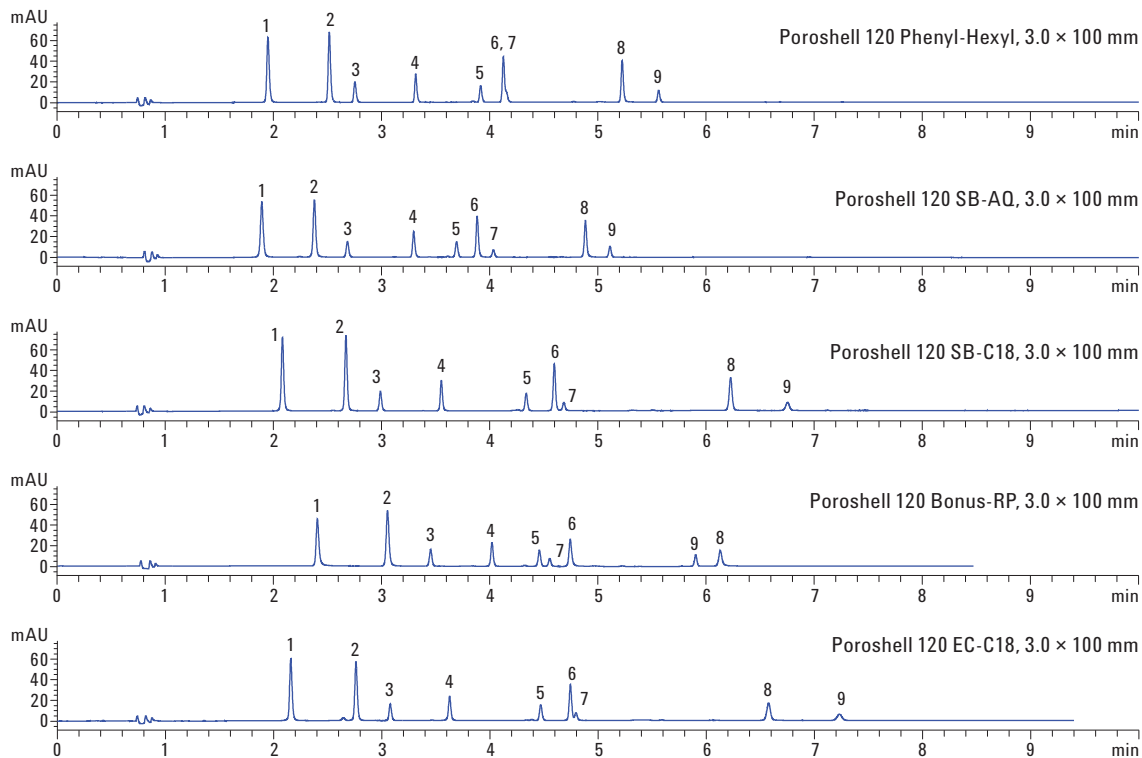 mAU
60
40
20
0
1 2 3 4 5 6, 7 8 9
Poroshell 120 Phenyl-Hexyl, 3.0 × 100 mm
0 1 2 3 4 5 6 7 8 9 min
mAU
60
40
20
0
1 2 3 4 5 6 7 8 9
Poroshell 120 SB-AQ, 3.0 × 100 mm
0 1 2 3 4 5 6 7 8 9 min
mAU
60
40
20
0
1 2 3 4 5 6 7 8 9
Poroshell 120 SB-C18, 3.0 × 100 mm
0 1 2 3 4 5 6 7 8 9 min
mAU
60
40
20
0
1 2 3 4 5 7 6 9 8
Poroshell 120 Bonus-RP, 3.0 × 100 mm
0 1 2 3 4 5 6 7 8 9 min
mAU
60
40
20
0
1 2 3 4 5 6 7 8 9
Poroshell 120 EC-C18, 3.0 × 100 mm
0 1 2 3 4 5 6 7 8 9 min